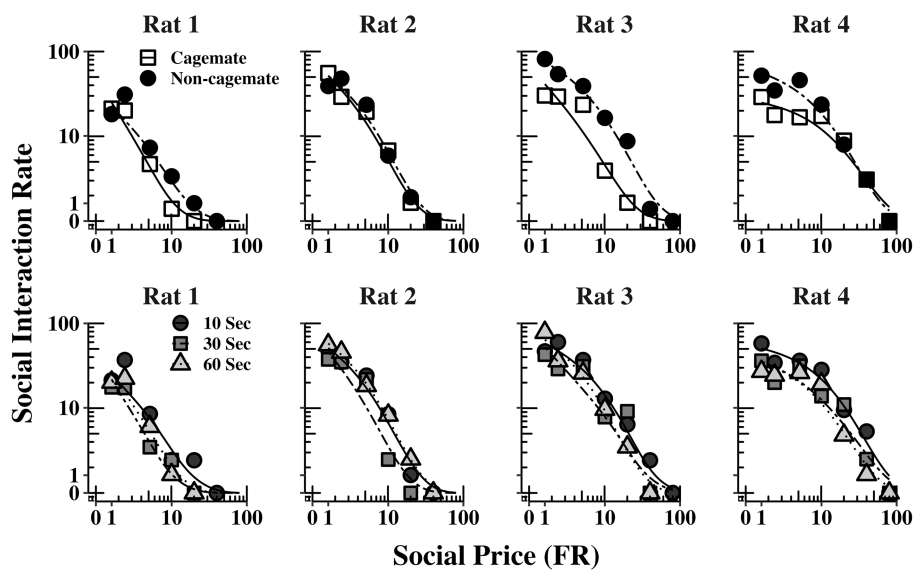 Rat 1 Rat 2 Rat 3 Rat 4
100
10
1
0
Cagemate
Non-cagemate
0 1 10 100 0 1 10 100 0 1 10 100 0 1 10 100
Rat 1 Rat 2 Rat 3 Rat 4
100
10
1
0
10 Sec
30 Sec
60 Sec
0 1 10 100 0 1 10 100 0 1 10 100 0 1 10 100
Social Interaction Rate
Social Price (FR)